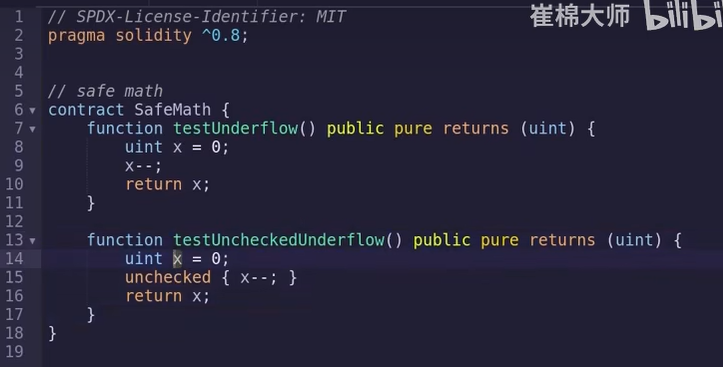 崔棉大师 bilibi
1 // SPDX-License-Identifier: MIT
2 pragma solidity ^0.8;
3
4
5 // safe math
6 contract SafeMath {
7 function testUnderflow() public pure returns (uint) {
8 uint x = 0;
9 x--;
10 return x;
11 }
12
13 function testUncheckedUnderflow() public pure returns (uint) {
14 uint x = 0;
15 unchecked { x--; }
16 return x;
17 }
18 }
19